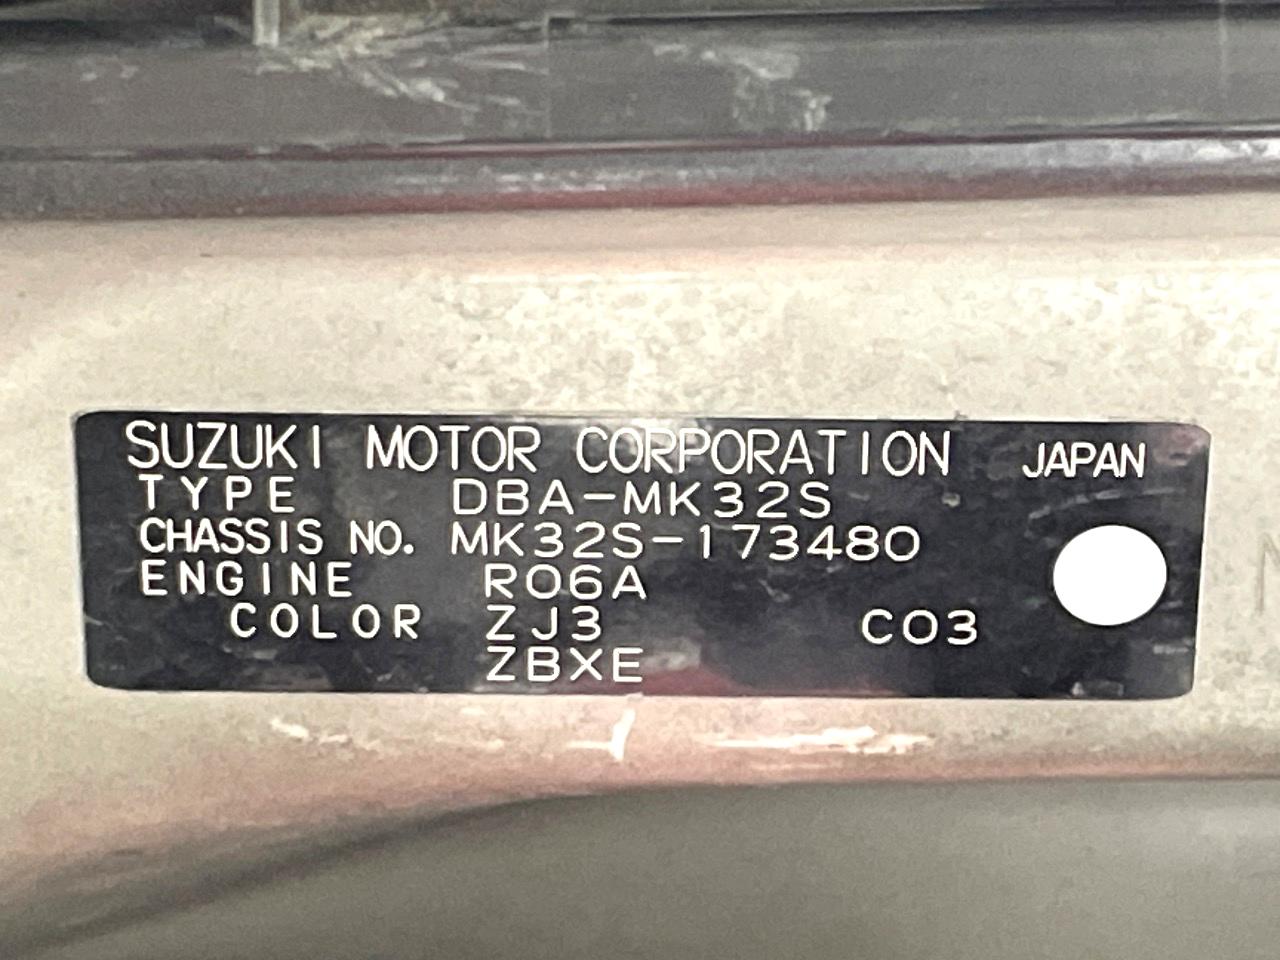 SUZUKI MOTOR CORPORATION JAPAN
TYPE DBA-MK32S
CHASSIS NO. MK32S-173480
ENGINE R06A
COLOR ZJ3 C03
ZBXE